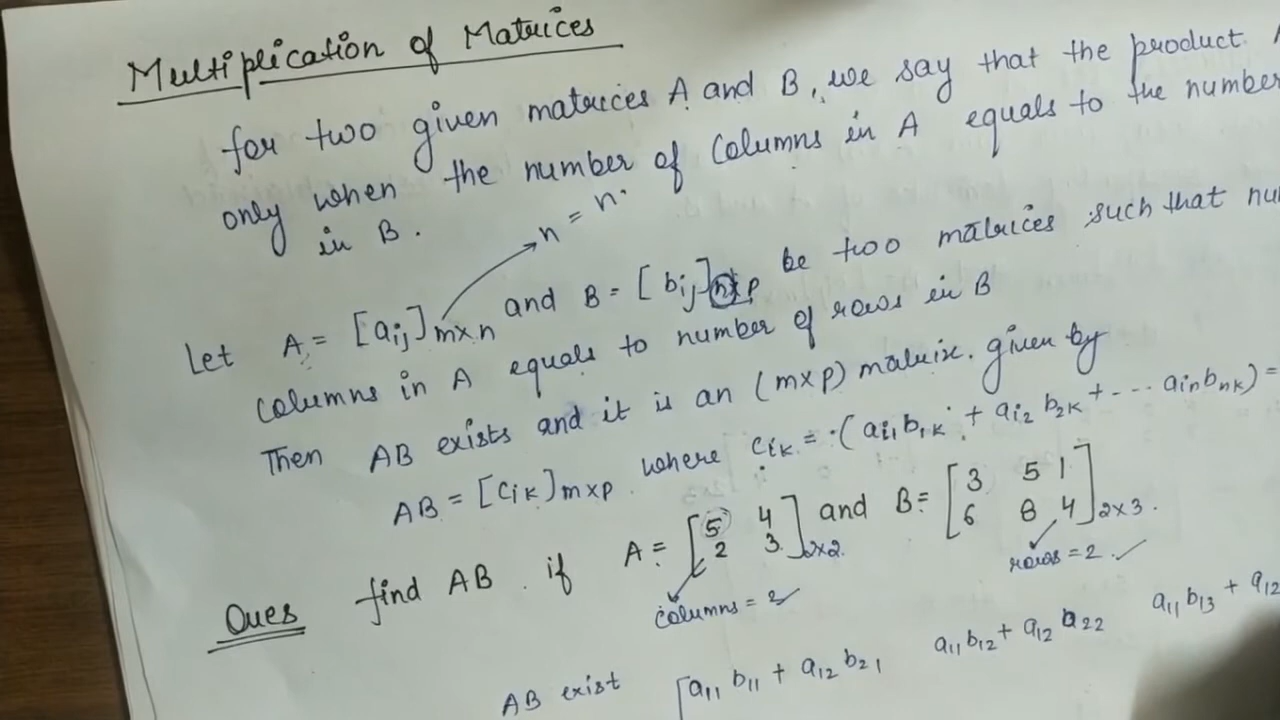 Multiplication of Matrices
for two given matrices A and B, we say that the product
only when the number of columns in A equals to the number
in B.
n = n.
Let A = [aij]m×n and B = [bij]n×p be two matrices such that
columns in A equals to number of rows in B
Then AB exists and it is an (m×p) matrix. given by
AB = [Cik]m×p where Cik = (ai1 b1k + ai2 b2k + --- ain bnk) =
Ques find AB if A = [5 4 2 3]2×2 and B = [3 5 1 6 8 4]2×3.
columns = 2 rows = 2
AB exist [a11 b11 + a12 b21 a11 b12 + a12 a22 a11 b13 + a12